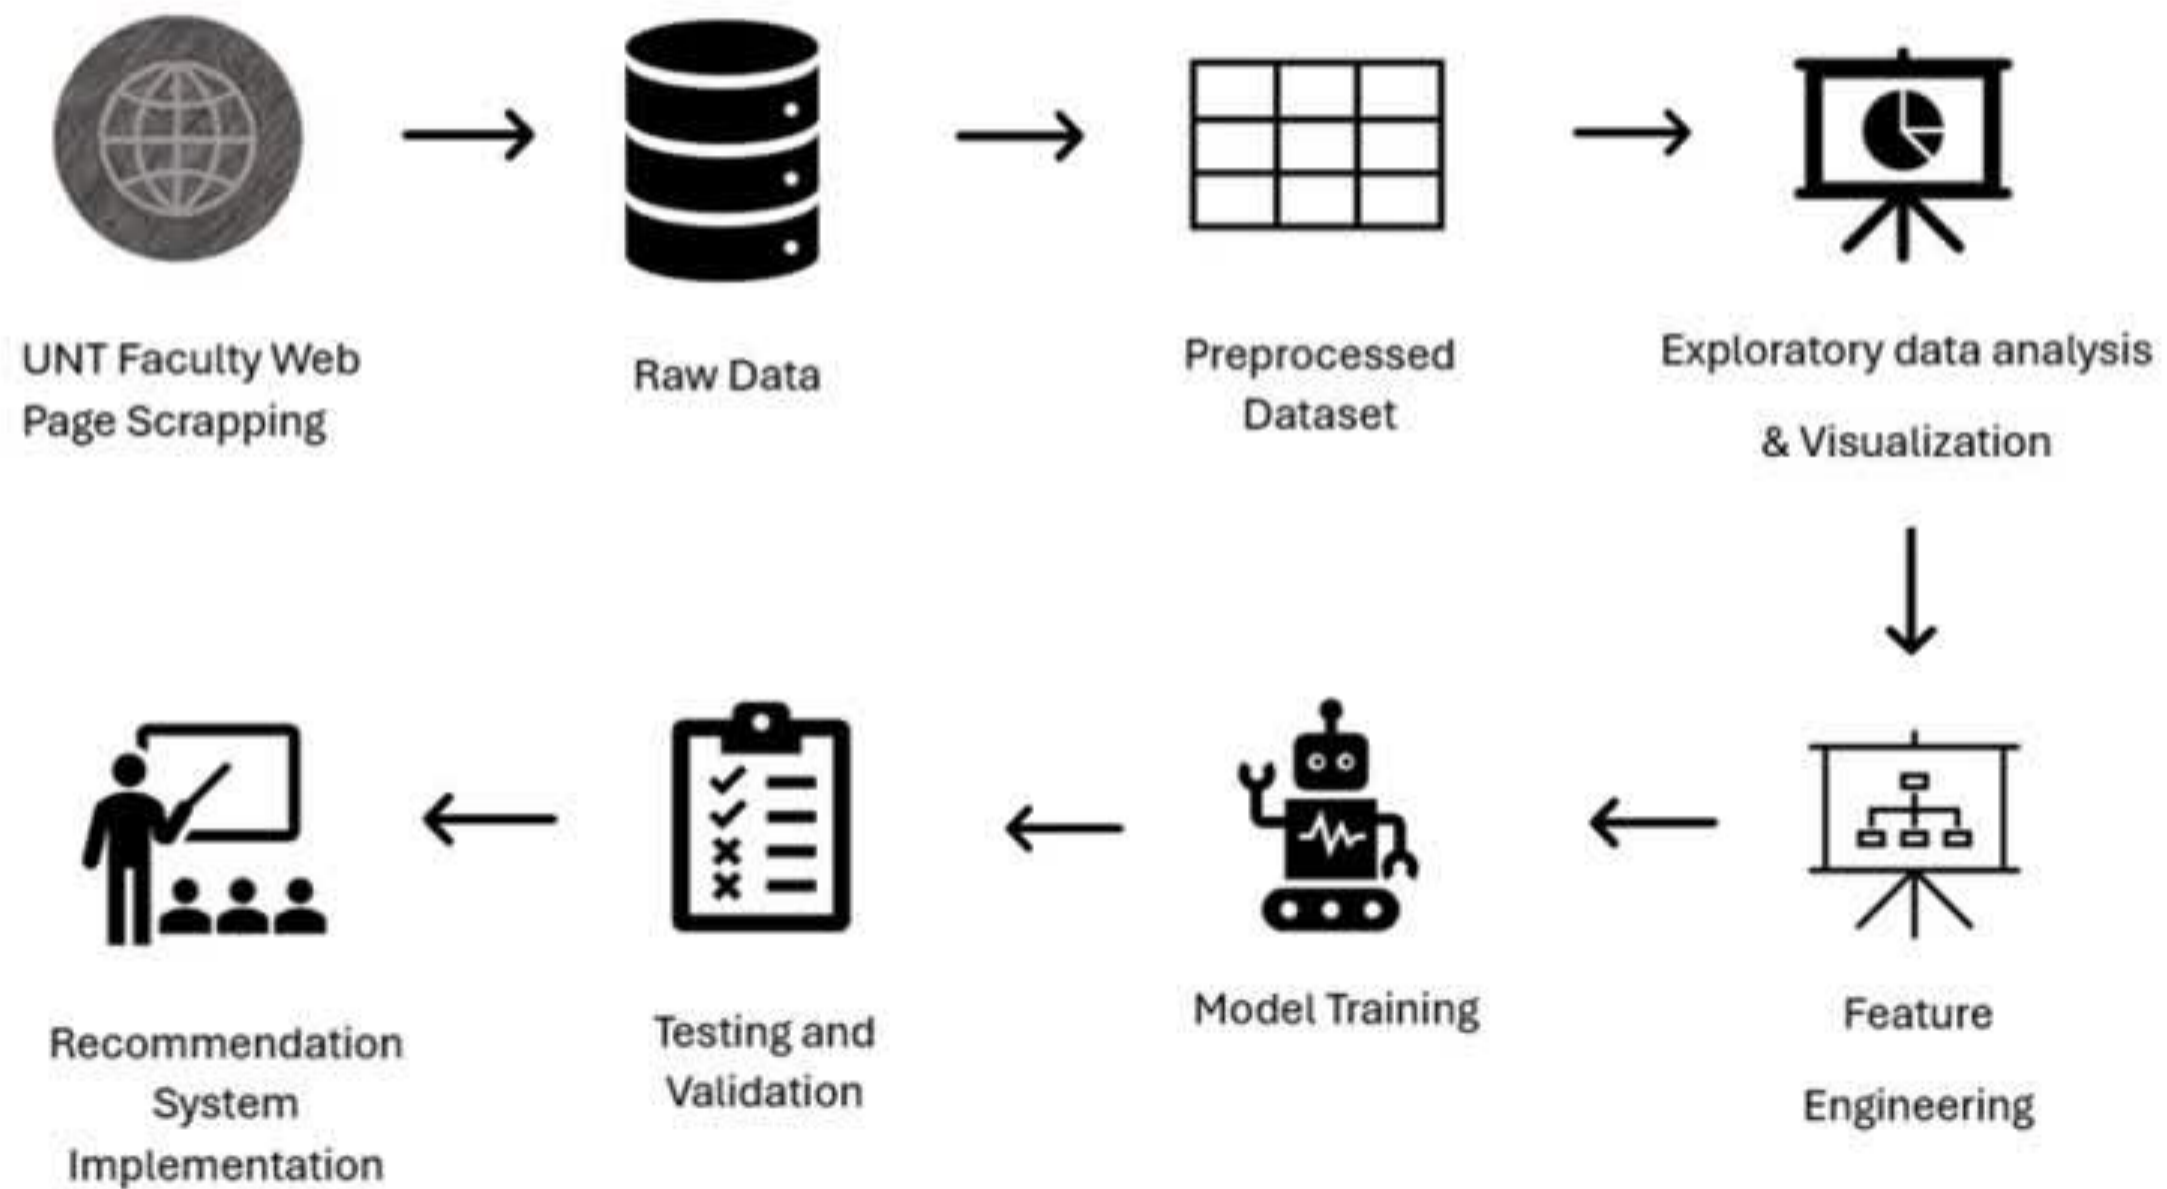 UNT Faculty Web
Page Scrapping
Raw Data
Preprocessed
Dataset
Exploratory data analysis
& Visualization
Feature
Engineering
Model Training
Testing and
Validation
Recommendation
System
Implementation